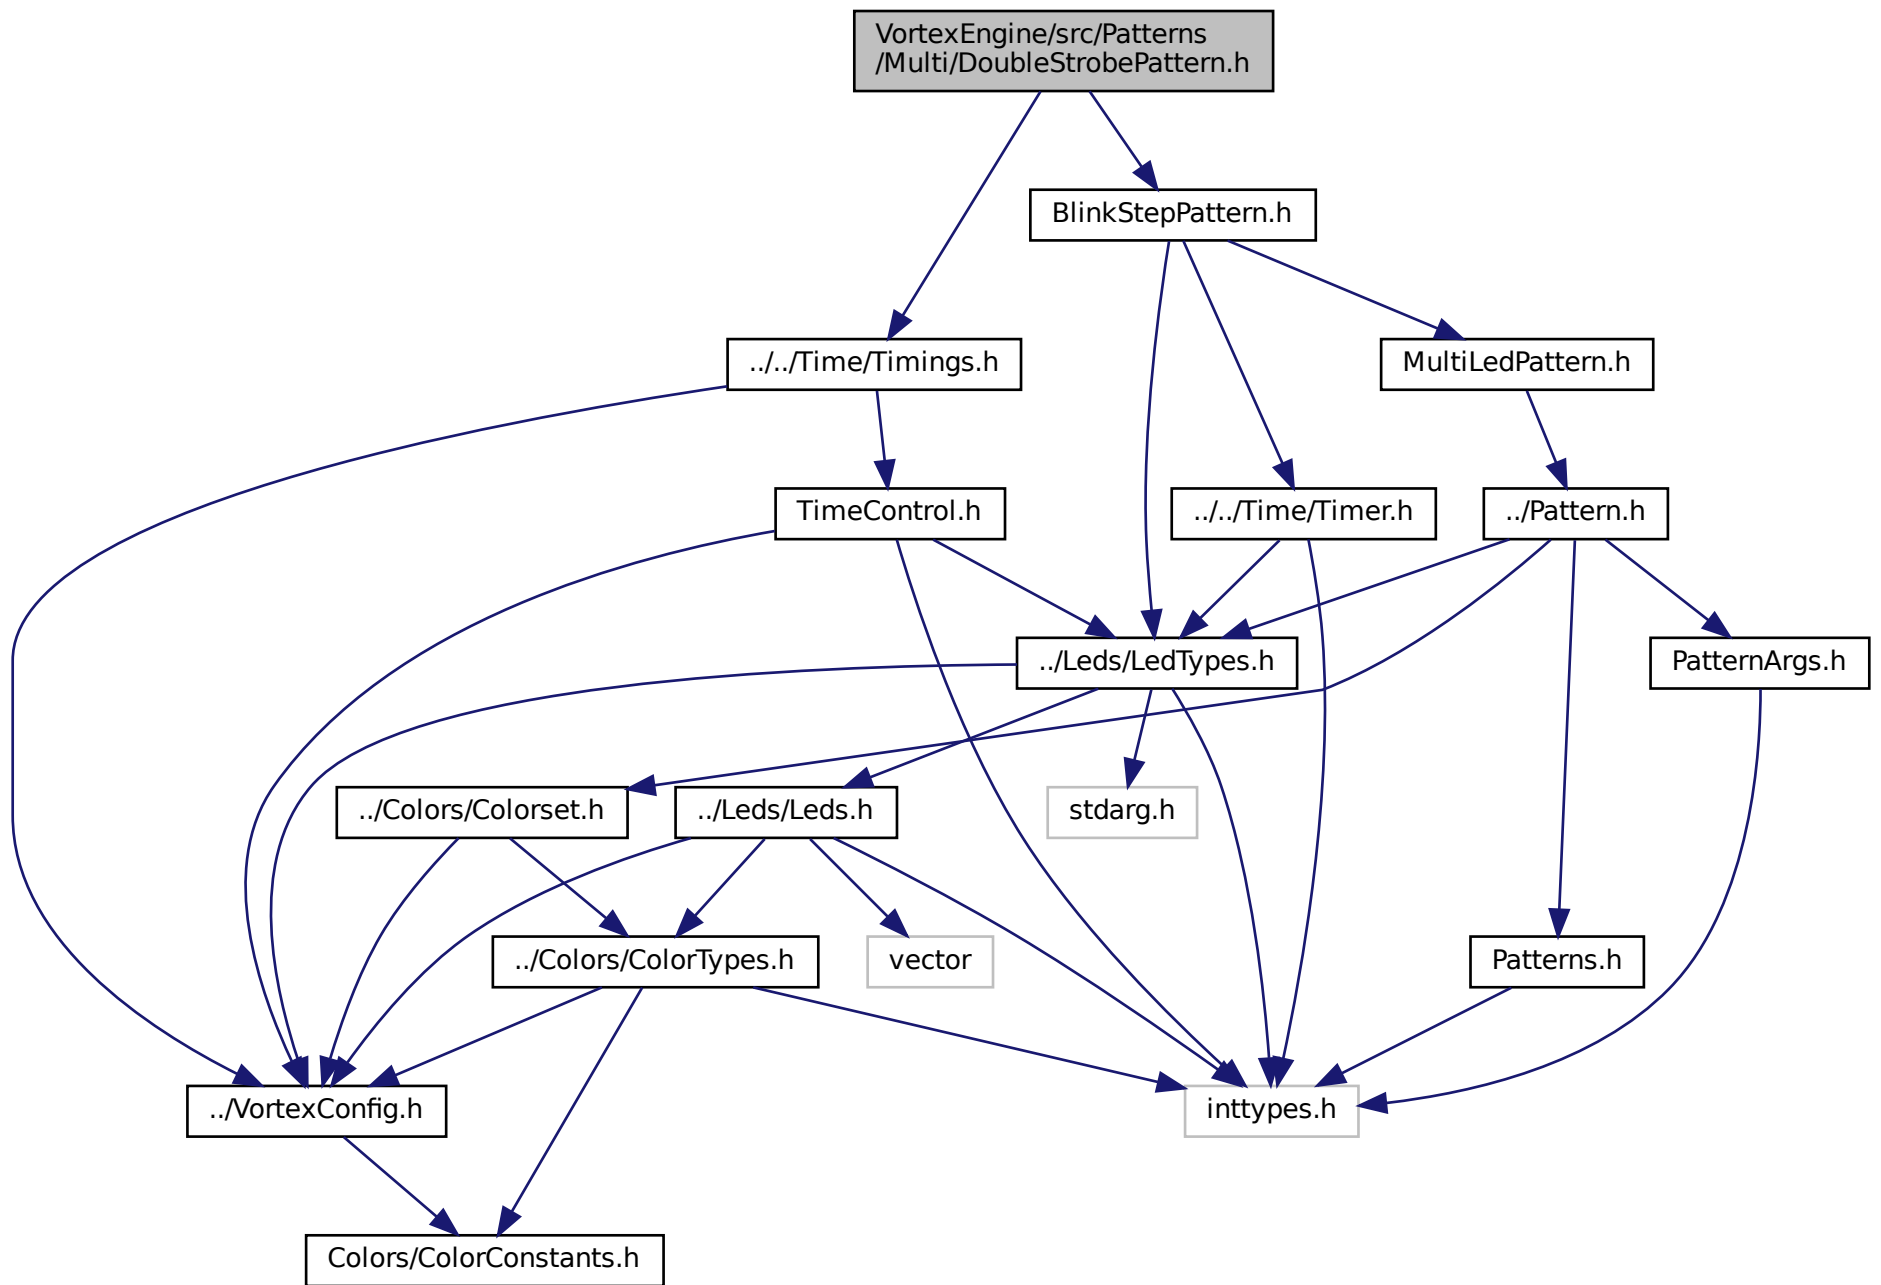 VortexEngine/src/Patterns
/Multi/DoubleStrobePattern.h
BlinkStepPattern.h
../../Time/Timings.h
MultiLedPattern.h
TimeControl.h
../../Time/Timer.h
../Pattern.h
../Leds/LedTypes.h
PatternArgs.h
../Colors/Colorset.h
../Leds/Leds.h
stdarg.h
../Colors/ColorTypes.h
vector
Patterns.h
../VortexConfig.h
inttypes.h
Colors/ColorConstants.h